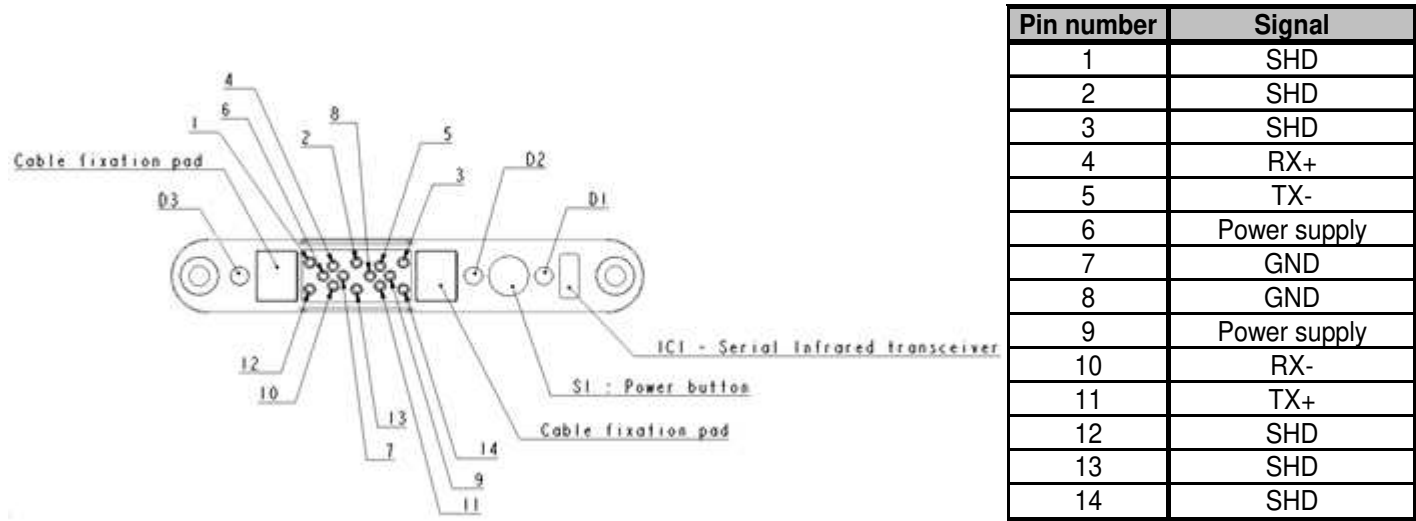 4
6
8
1
2
5
Cable fixation pad
D2
3
D3
D1
IC1 - Serial Infrared transceiver
12
S1 : Power button
10
13
Cable fixation pad
7
14
9
11
Pin number Signal
1 SHD
2 SHD
3 SHD
4 RX+
5 TX-
6 Power supply
7 GND
8 GND
9 Power supply
10 RX-
11 TX+
12 SHD
13 SHD
14 SHD